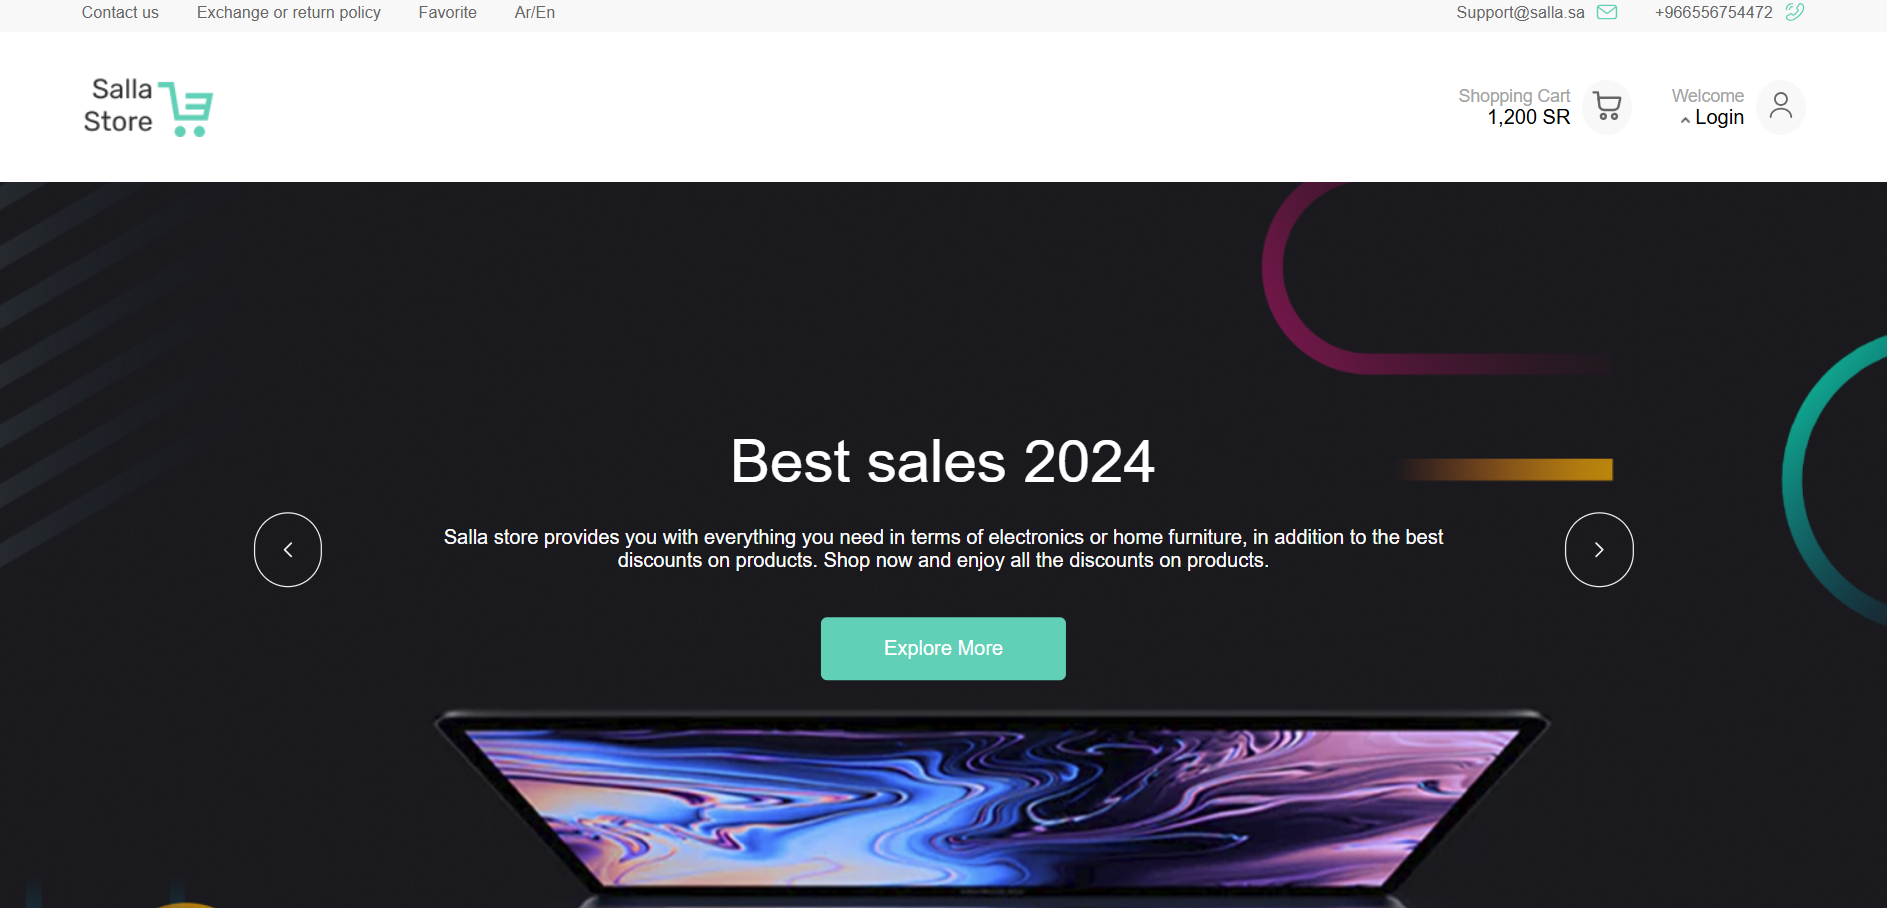 Contact us
Exchange or return policy
Favorite
Ar/En
Support@salla.sa
+966556754472
Salla
Store
Shopping Cart
1,200 SR
Welcome
Login
Best sales 2024
Salla store provides you with everything you need in terms of electronics or home furniture, in addition to the best
discounts on products. Shop now and enjoy all the discounts on products.
Explore More